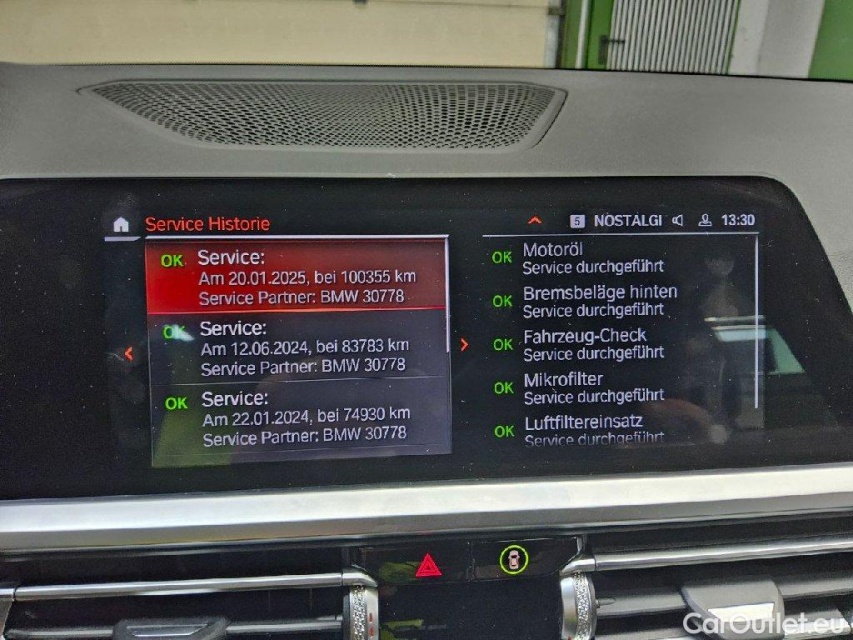 Service Historie
5 NOSTALGI 13:30
OK Service:
Am 20.01.2025, bei 100355 km
Service Partner: BMW 30778
OK Service:
Am 12.06.2024, bei 83783 km
Service Partner: BMW 30778
OK Service:
Am 22.01.2024, bei 74930 km
Service Partner: BMW 30778
OK Motoröl
Service durchgeführt
OK Bremsbeläge hinten
Service durchgeführt
OK Fahrzeug-Check
Service durchgeführt
OK Mikrofilter
Service durchgeführt
OK Luftfiltereinsatz
Service durchgeführt
CarOutlet.eu